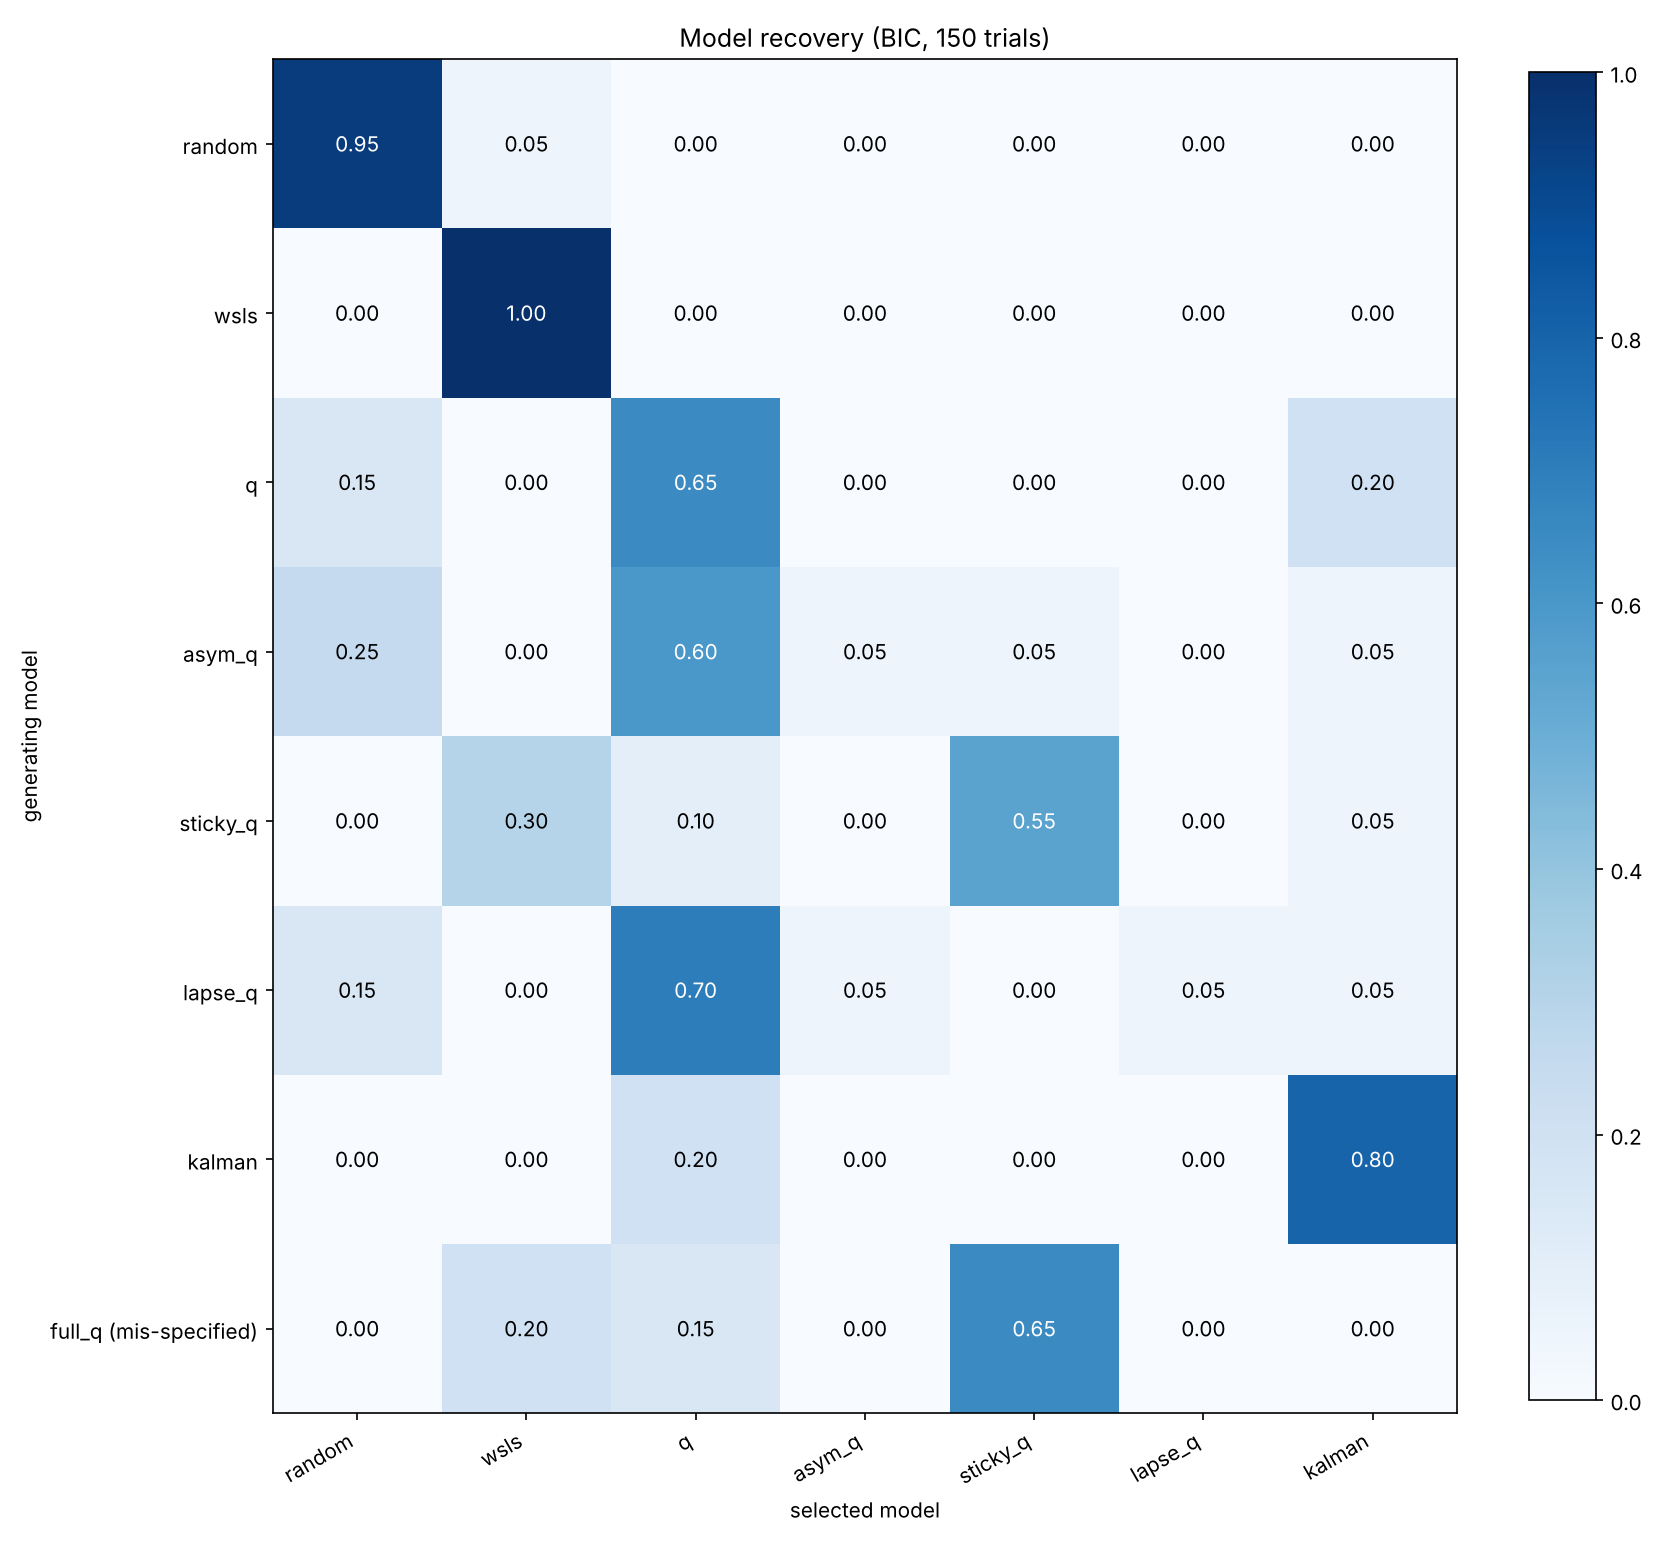 Model recovery (BIC, 150 trials)
random 0.95 0.05 0.00 0.00 0.00 0.00 0.00
wsls 0.00 1.00 0.00 0.00 0.00 0.00 0.00
q 0.15 0.00 0.65 0.00 0.00 0.00 0.20
asym_q 0.25 0.00 0.60 0.05 0.05 0.00 0.05
sticky_q 0.00 0.30 0.10 0.00 0.55 0.00 0.05
lapse_q 0.15 0.00 0.70 0.05 0.00 0.05 0.05
kalman 0.00 0.00 0.20 0.00 0.00 0.00 0.80
full_q (mis-specified) 0.00 0.20 0.15 0.00 0.65 0.00 0.00
random wsls q asym_q sticky_q lapse_q kalman
selected model
generating model
1.0
0.8
0.6
0.4
0.2
0.0